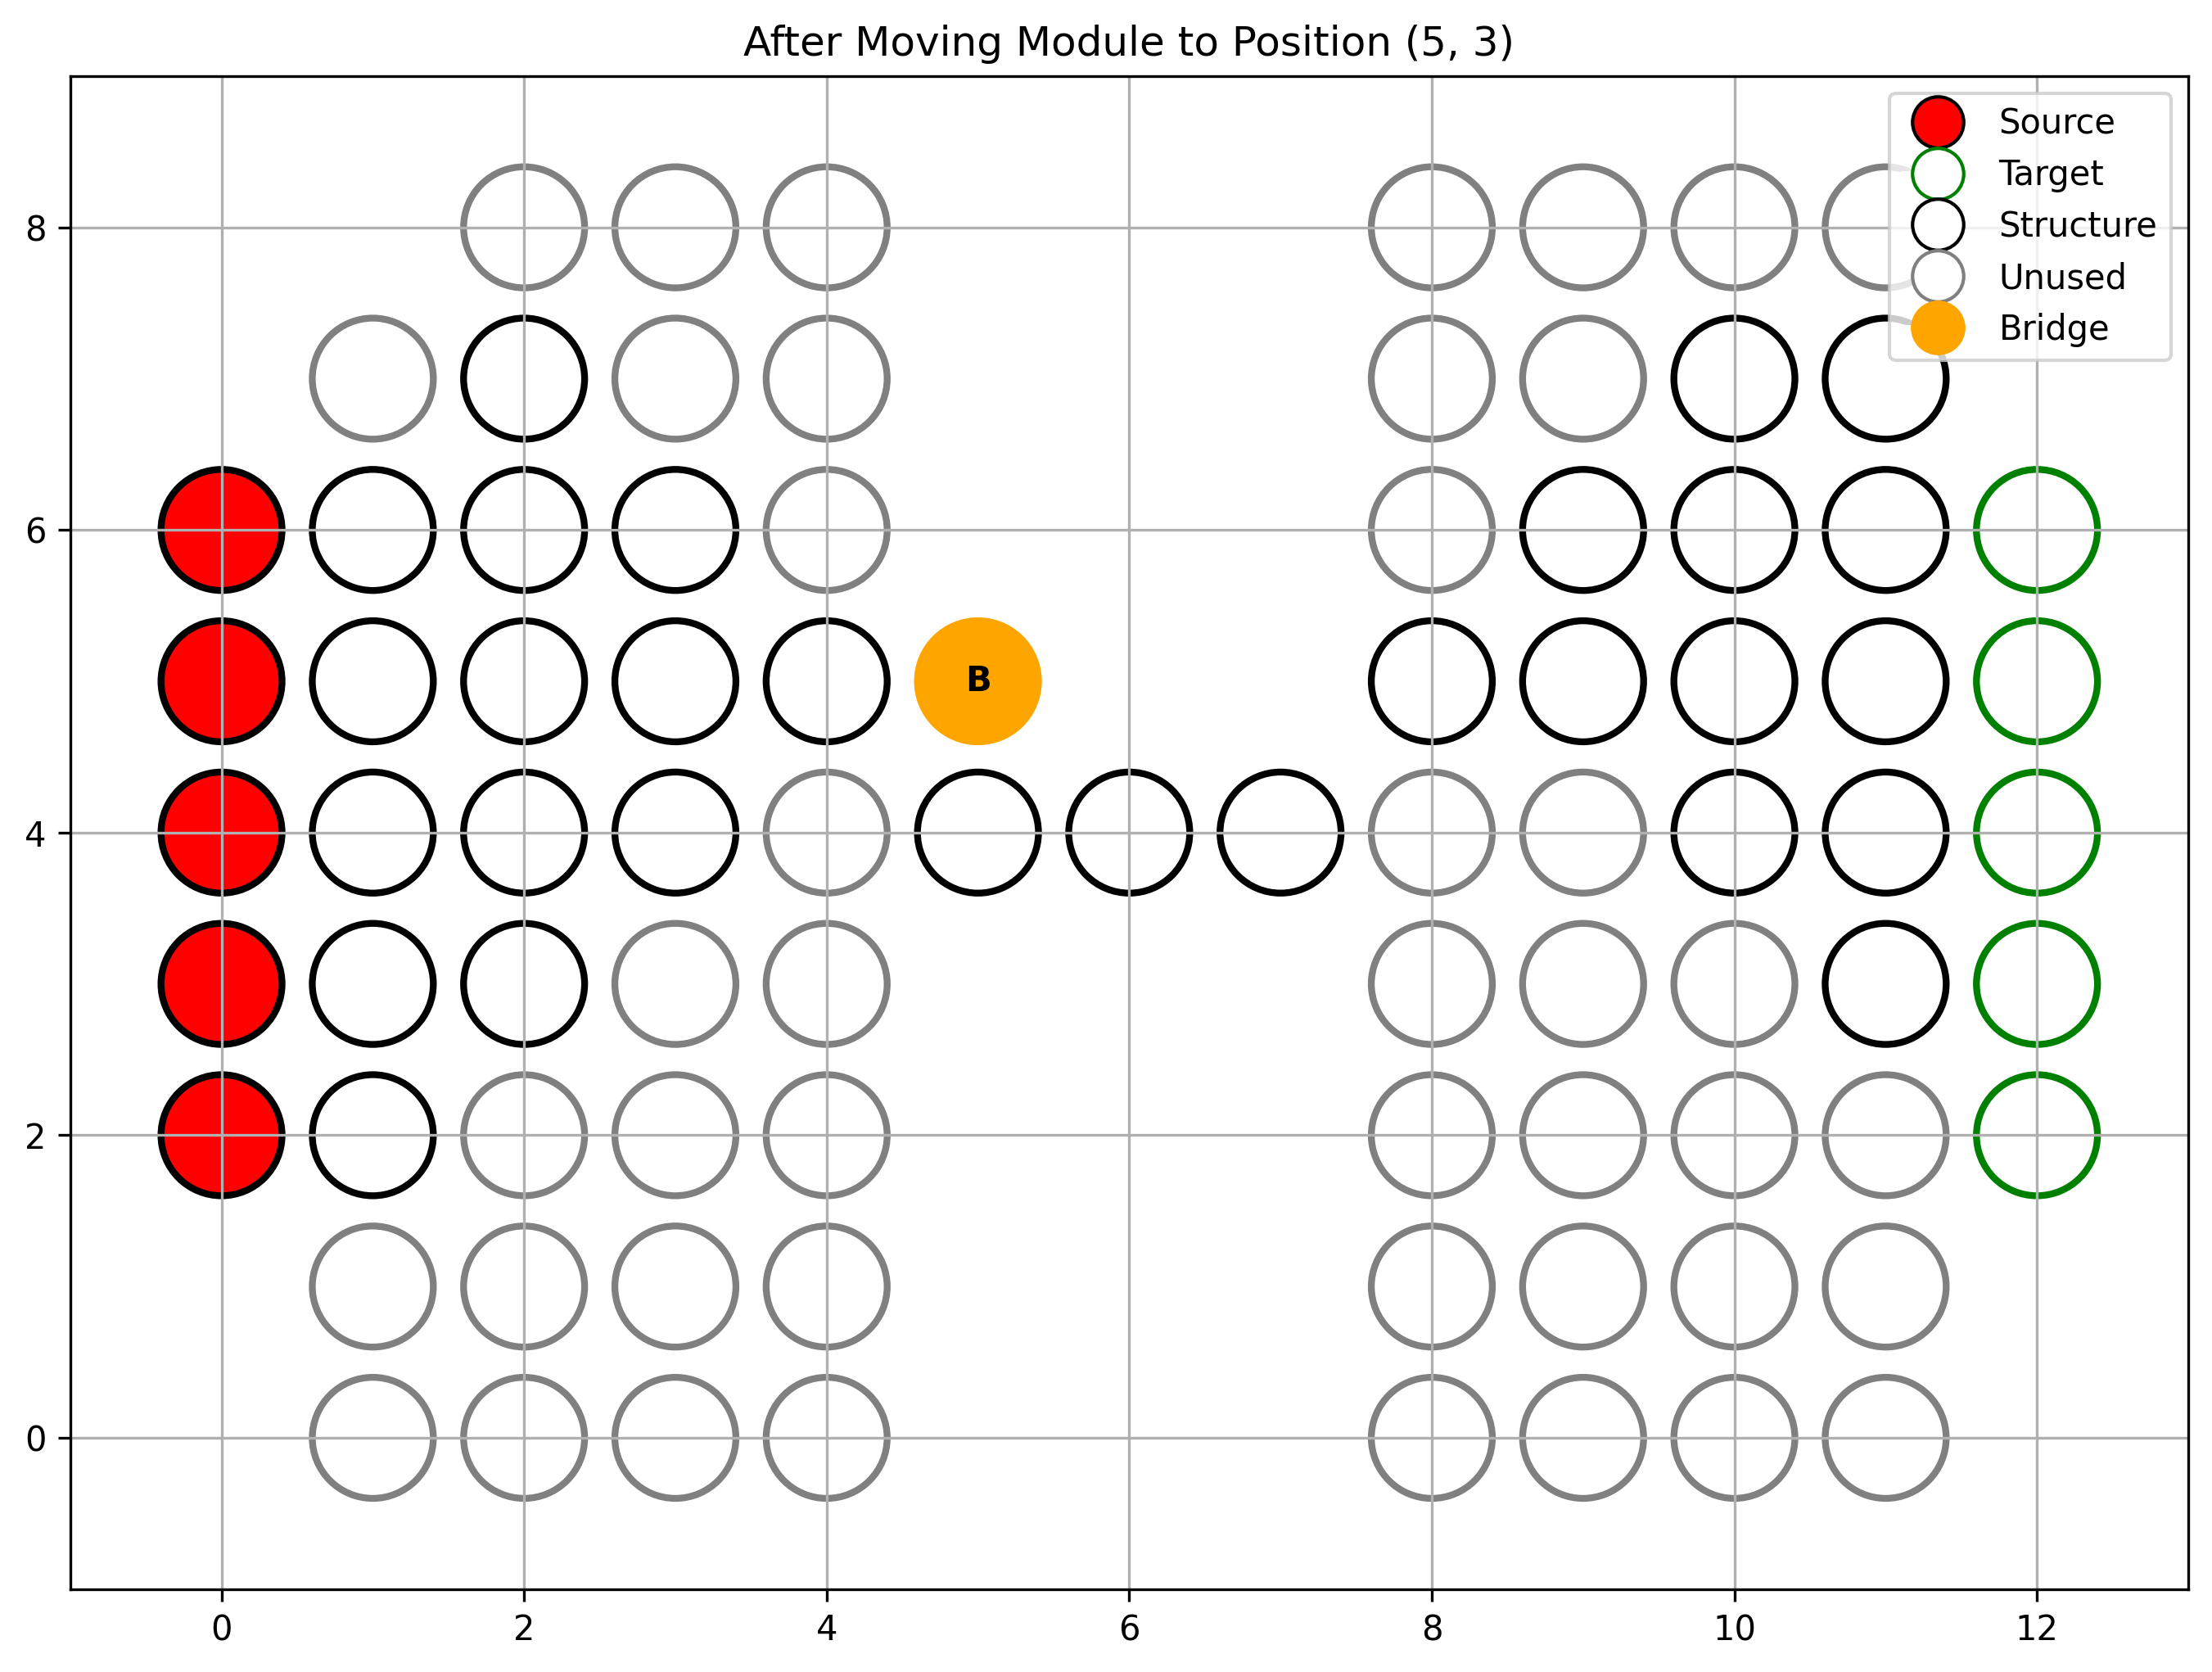 After Moving Module to Position (5, 3)
Source
Target
Structure
Unused
Bridge
8
6
B
4
2
0
0 2 4 6 8 10 12